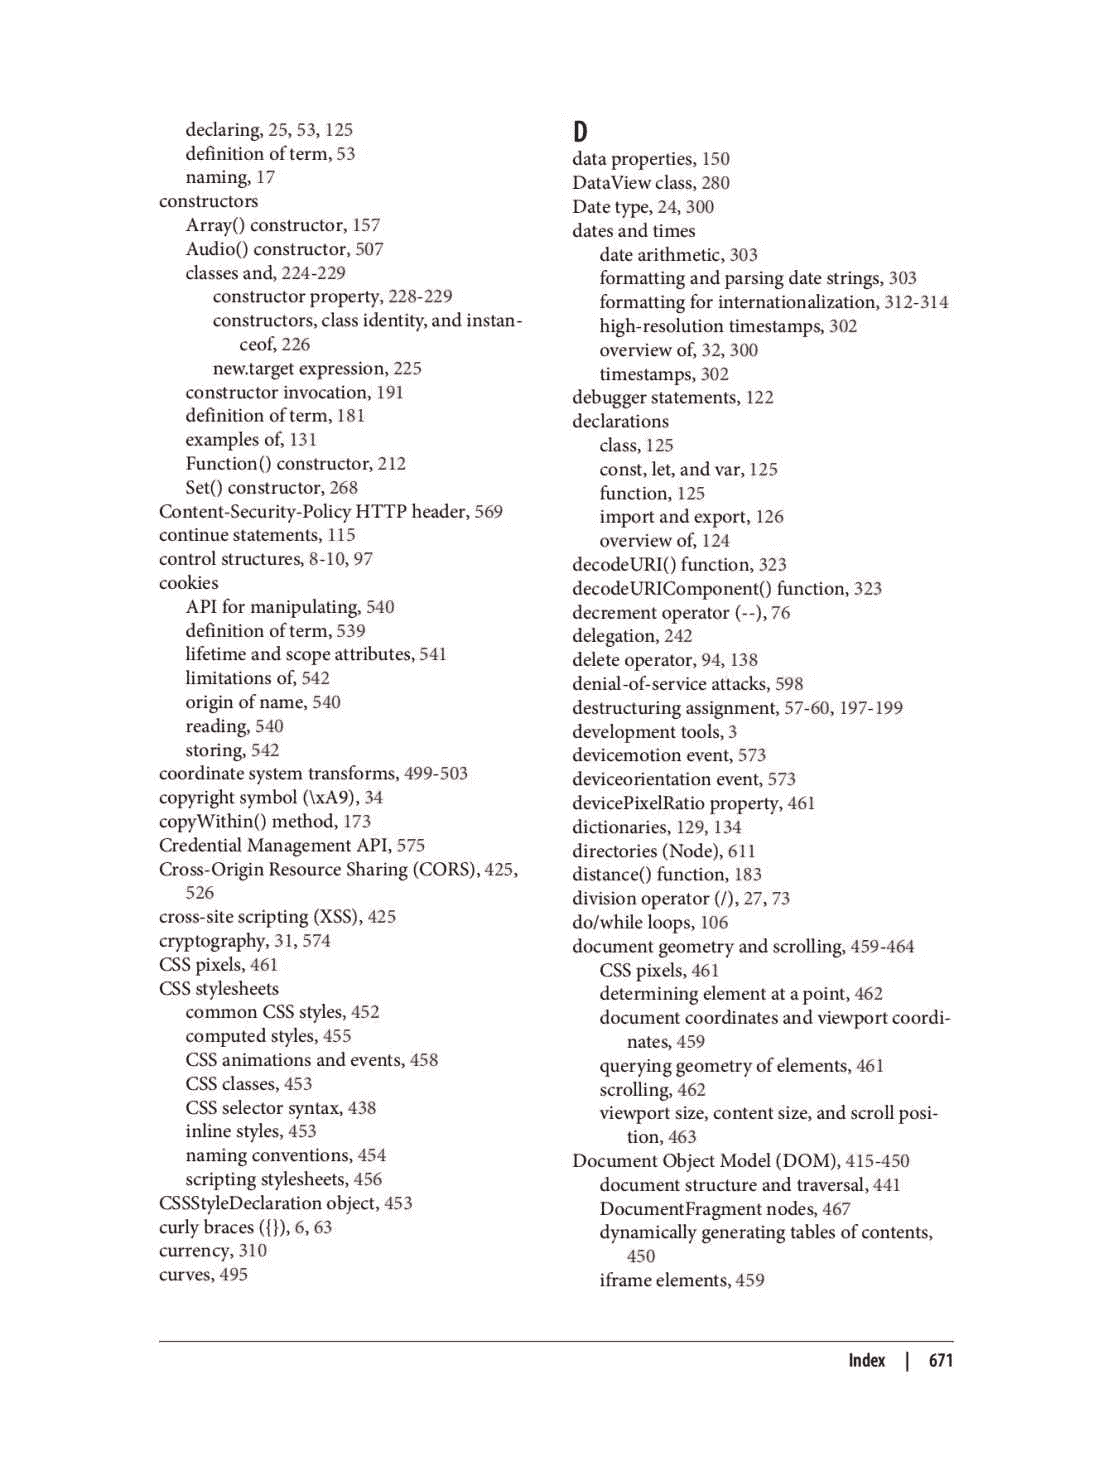 declaring, 25, 53, 125
definition of term, 53
naming, 17
constructors
Array() constructor, 157
Audio() constructor, 507
classes and, 224-229
constructor property, 228-229
constructors, class identity, and instan-
ceof, 226
new.target expression, 225
constructor invocation, 191
definition of term, 181
examples of, 131
Function() constructor, 212
Set() constructor, 268
Content-Security-Policy HTTP header, 569
continue statements, 115
control structures, 8-10, 97
cookies
API for manipulating, 540
definition of term, 539
lifetime and scope attributes, 541
limitations of, 542
origin of name, 540
reading, 540
storing, 542
coordinate system transforms, 499-503
copyright symbol (\xA9), 34
copyWithin() method, 173
Credential Management API, 575
Cross-Origin Resource Sharing (CORS), 425,
526
cross-site scripting (XSS), 425
cryptography, 31, 574
CSS pixels, 461
CSS stylesheets
common CSS styles, 452
computed styles, 455
CSS animations and events, 458
CSS classes, 453
CSS selector syntax, 438
inline styles, 453
naming conventions, 454
scripting stylesheets, 456
CSSStyleDeclaration object, 453
curly braces ({}), 6, 63
currency, 310
curves, 495
D
data properties, 150
DataView class, 280
Date type, 24, 300
dates and times
date arithmetic, 303
formatting and parsing date strings, 303
formatting for internationalization, 312-314
high-resolution timestamps, 302
overview of, 32, 300
timestamps, 302
debugger statements, 122
declarations
class, 125
const, let, and var, 125
function, 125
import and export, 126
overview of, 124
decodeURI() function, 323
decodeURIComponent() function, 323
decrement operator (--), 76
delegation, 242
delete operator, 94, 138
denial-of-service attacks, 598
destructuring assignment, 57-60, 197-199
development tools, 3
devicemotion event, 573
deviceorientation event, 573
devicePixelRatio property, 461
dictionaries, 129, 134
directories (Node), 611
distance() function, 183
division operator (/), 27, 73
do/while loops, 106
document geometry and scrolling, 459-464
CSS pixels, 461
determining element at a point, 462
document coordinates and viewport coordi-
nates, 459
querying geometry of elements, 461
scrolling, 462
viewport size, content size, and scroll posi-
tion, 463
Document Object Model (DOM), 415-450
document structure and traversal, 441
DocumentFragment nodes, 467
dynamically generating tables of contents,
450
iframe elements, 459
Index | 671